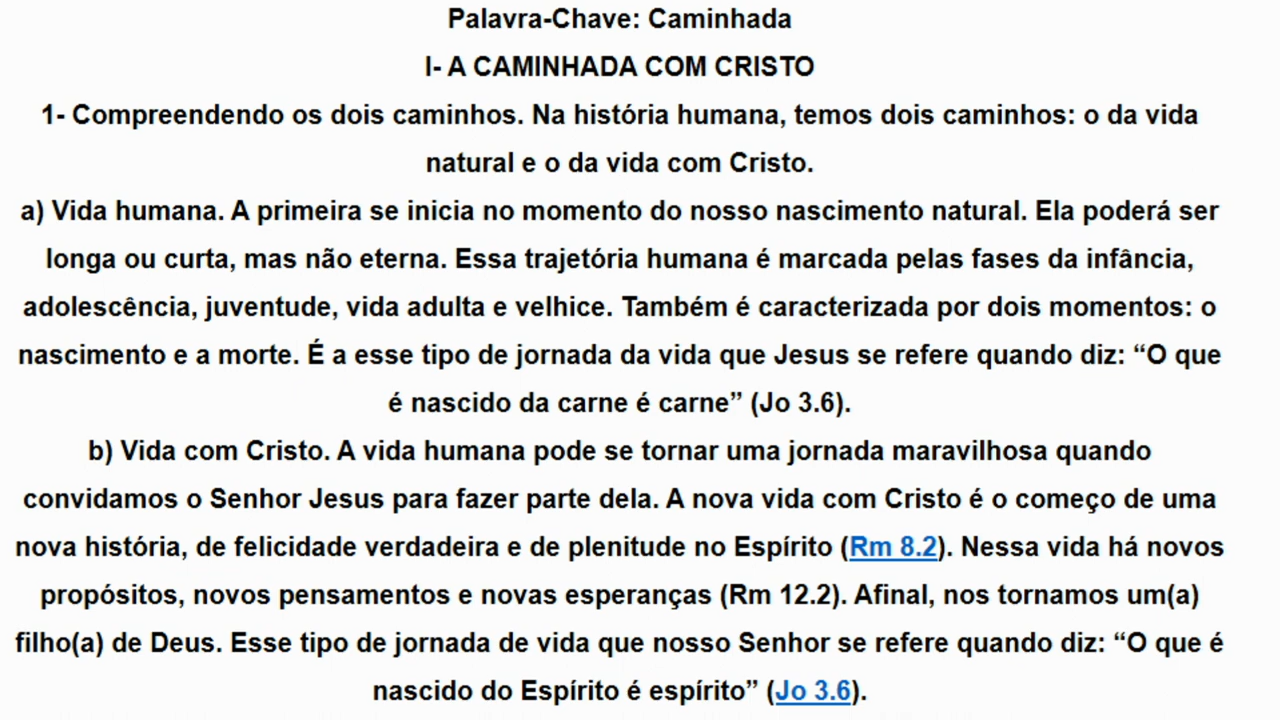 Palavra-Chave: Caminhada
I- A CAMINHADA COM CRISTO
1- Compreendendo os dois caminhos. Na história humana, temos dois caminhos: o da vida
natural e o da vida com Cristo.
a) Vida humana. A primeira se inicia no momento do nosso nascimento natural. Ela poderá ser
longa ou curta, mas não eterna. Essa trajetória humana é marcada pelas fases da infância,
adolescência, juventude, vida adulta e velhice. Também é caracterizada por dois momentos: o
nascimento e a morte. É a esse tipo de jornada da vida que Jesus se refere quando diz: “O que
é nascido da carne é carne” (Jo 3.6).
b) Vida com Cristo. A vida humana pode se tornar uma jornada maravilhosa quando
convidamos o Senhor Jesus para fazer parte dela. A nova vida com Cristo é o começo de uma
nova história, de felicidade verdadeira e de plenitude no Espírito (Rm 8.2). Nessa vida há novos
propósitos, novos pensamentos e novas esperanças (Rm 12.2). Afinal, nos tornamos um(a)
filho(a) de Deus. Esse tipo de jornada de vida que nosso Senhor se refere quando diz: “O que é
nascido do Espírito é espírito” (Jo 3.6).